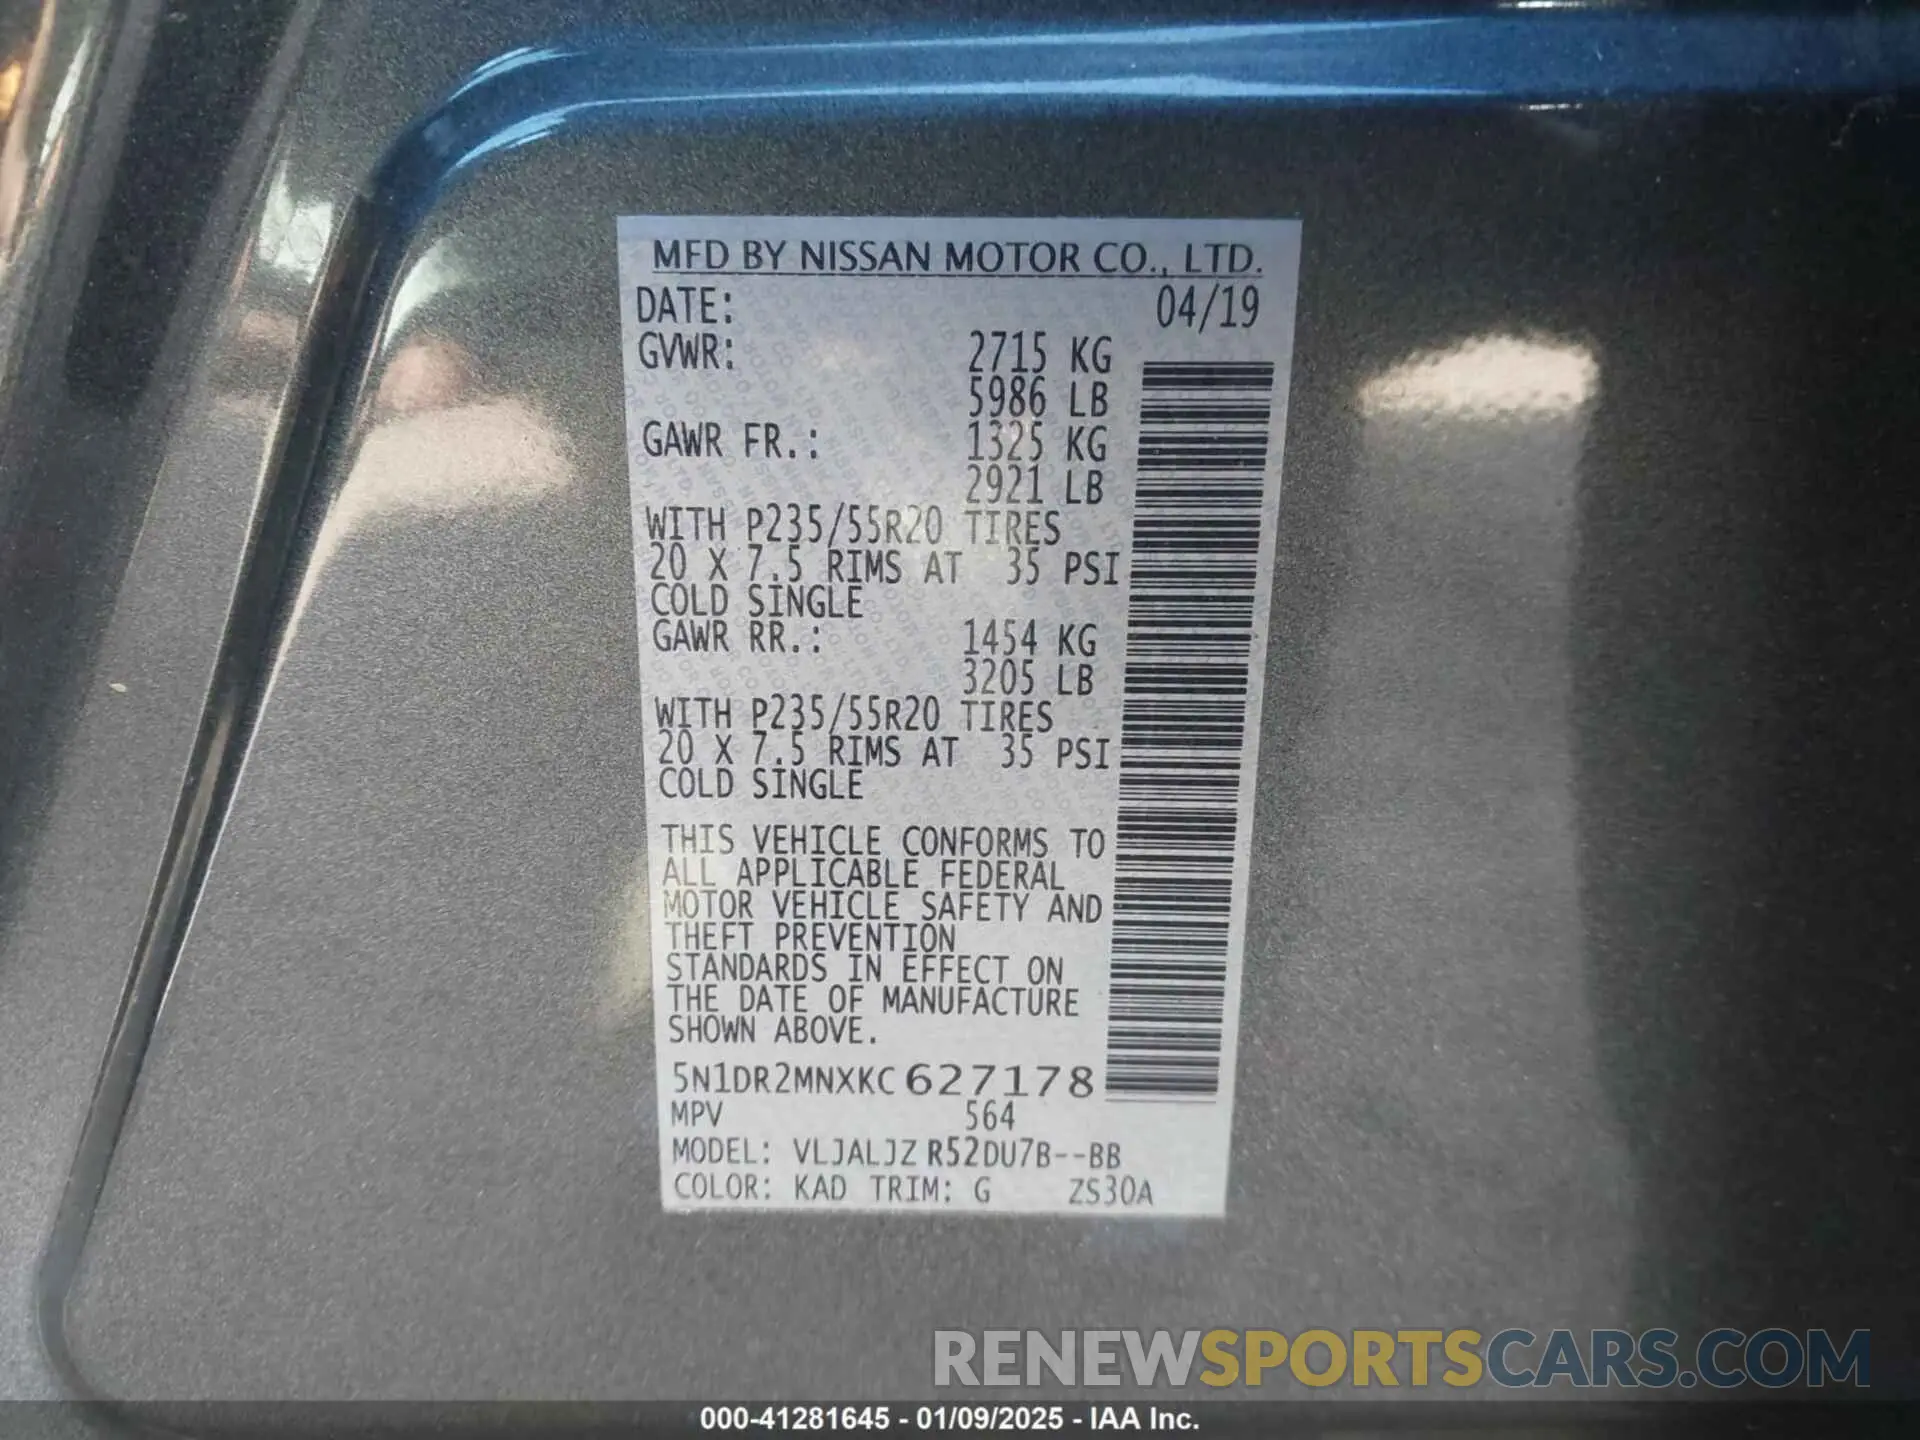 MFD BY NISSAN MOTOR CO., LTD.
DATE: 04/19
GVWR: 2715 KG
5986 LB
GAWR FR.: 1325 KG
2921 LB
WITH P235/55R20 TIRES
20 X 7.5 RIMS AT 35 PSI
COLD SINGLE
GAWR RR.: 1454 KG
3205 LB
WITH P235/55R20 TIRES
20 X 7.5 RIMS AT 35 PSI
COLD SINGLE
THIS VEHICLE CONFORMS TO
ALL APPLICABLE FEDERAL
MOTOR VEHICLE SAFETY AND
THEFT PREVENTION
STANDARDS IN EFFECT ON
THE DATE OF MANUFACTURE
SHOWN ABOVE.
5N1DR2MNXKC627178
MPV 564
MODEL: VLJALJZ R52DU7B--BB
COLOR: KAD TRIM: G ZS30A
RENEWSPORTSCARS.COM
000-41281645 - 01/09/2025 - IAA Inc.